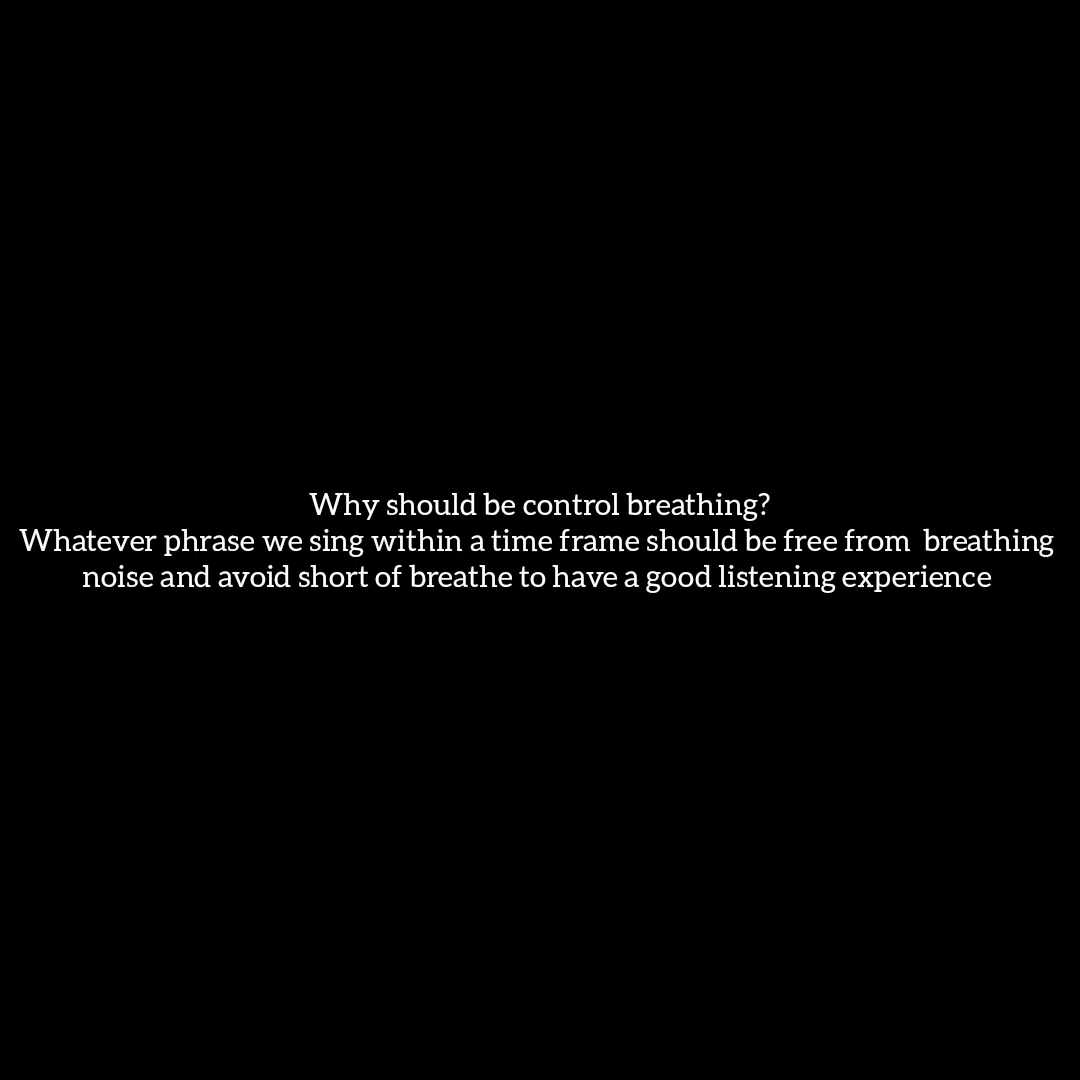 Why should be control breathing?
Whatever phrase we sing within a time frame should be free from  breathing
noise and avoid short of breathe to have a good listening experience